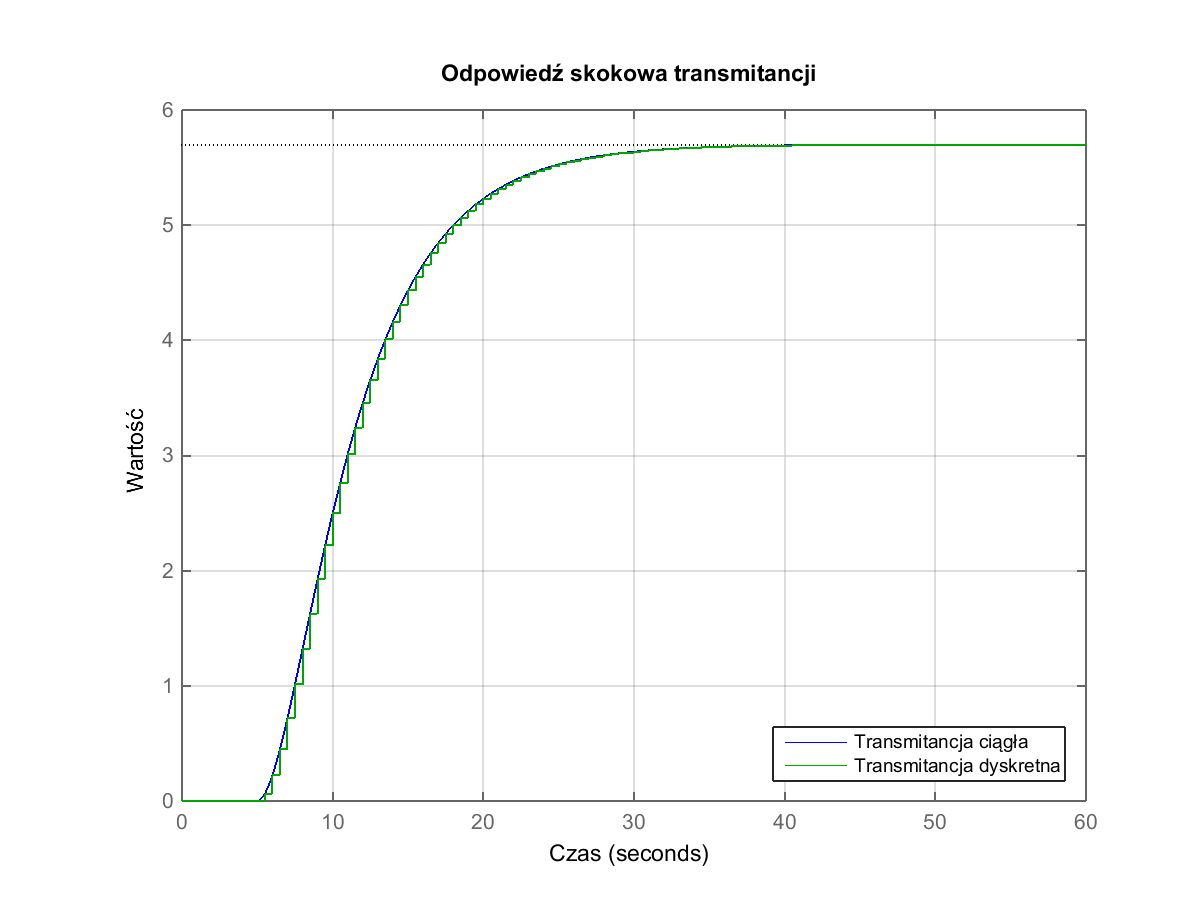 Odpowiedź skokowa transmitancji
6
5
4
3
2
1
0
Wartość
0 10 20 30 40 50 60
Czas (seconds)
Transmitancja ciągła
Transmitancja dyskretna